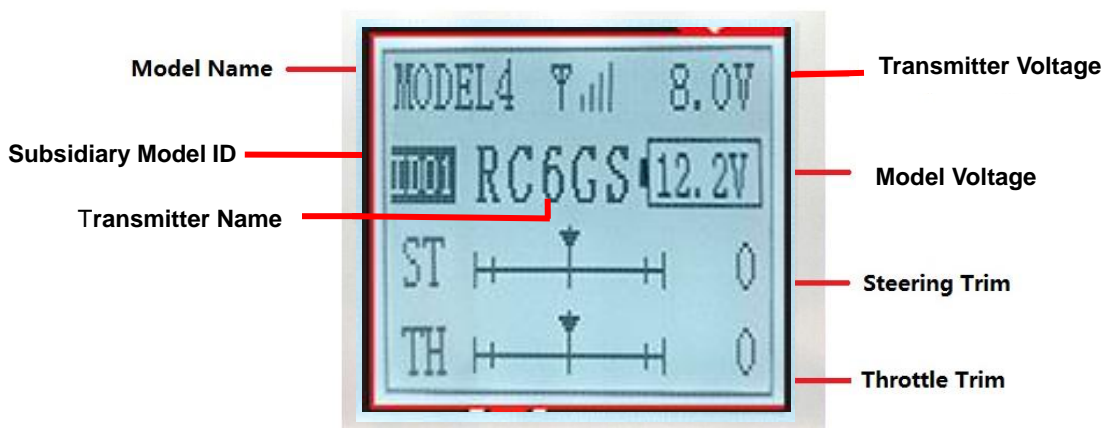 Model Name
MODEL4
8.0V
Transmitter Voltage
Subsidiary Model ID
RC6GS
12.2V
Model Voltage
Transmitter Name
ST
0
Steering Trim
TH
0
Throttle Trim